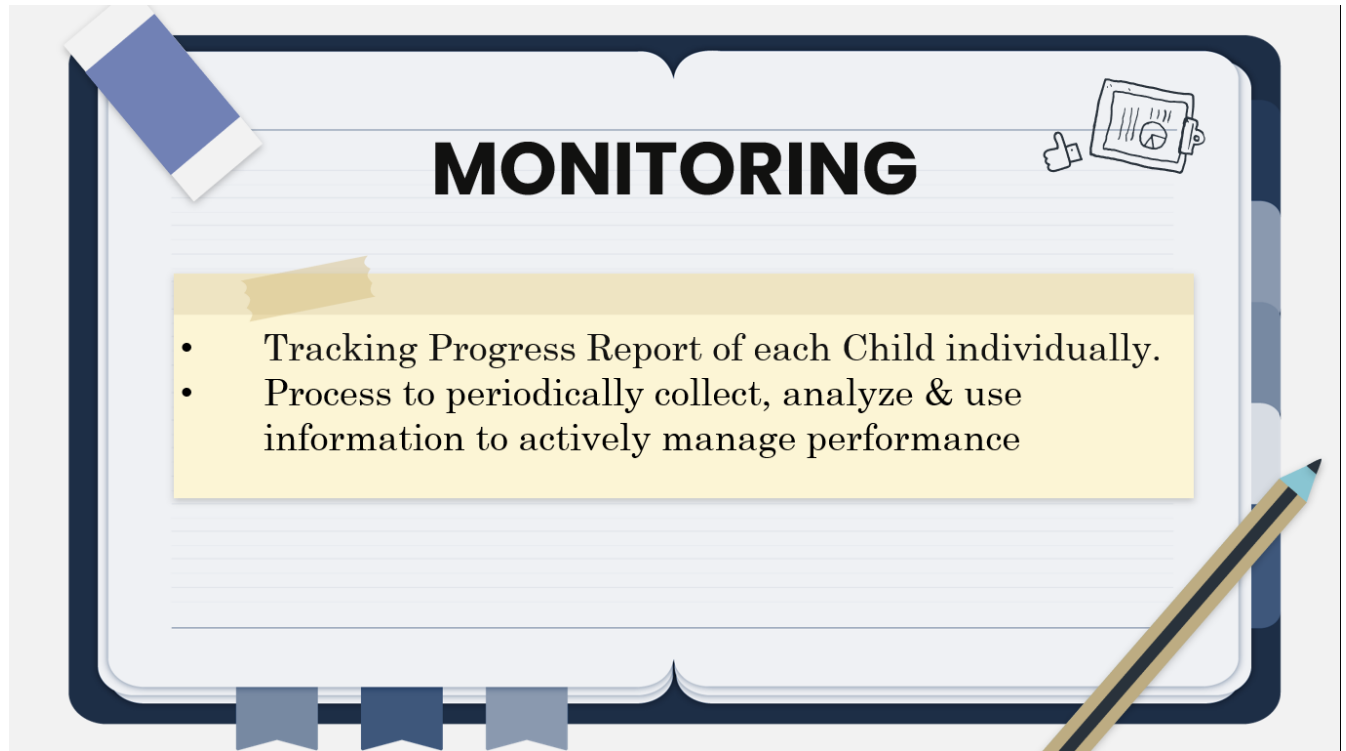 MONITORING
• Tracking Progress Report of each Child individually.
• Process to periodically collect, analyze & use
information to actively manage performance